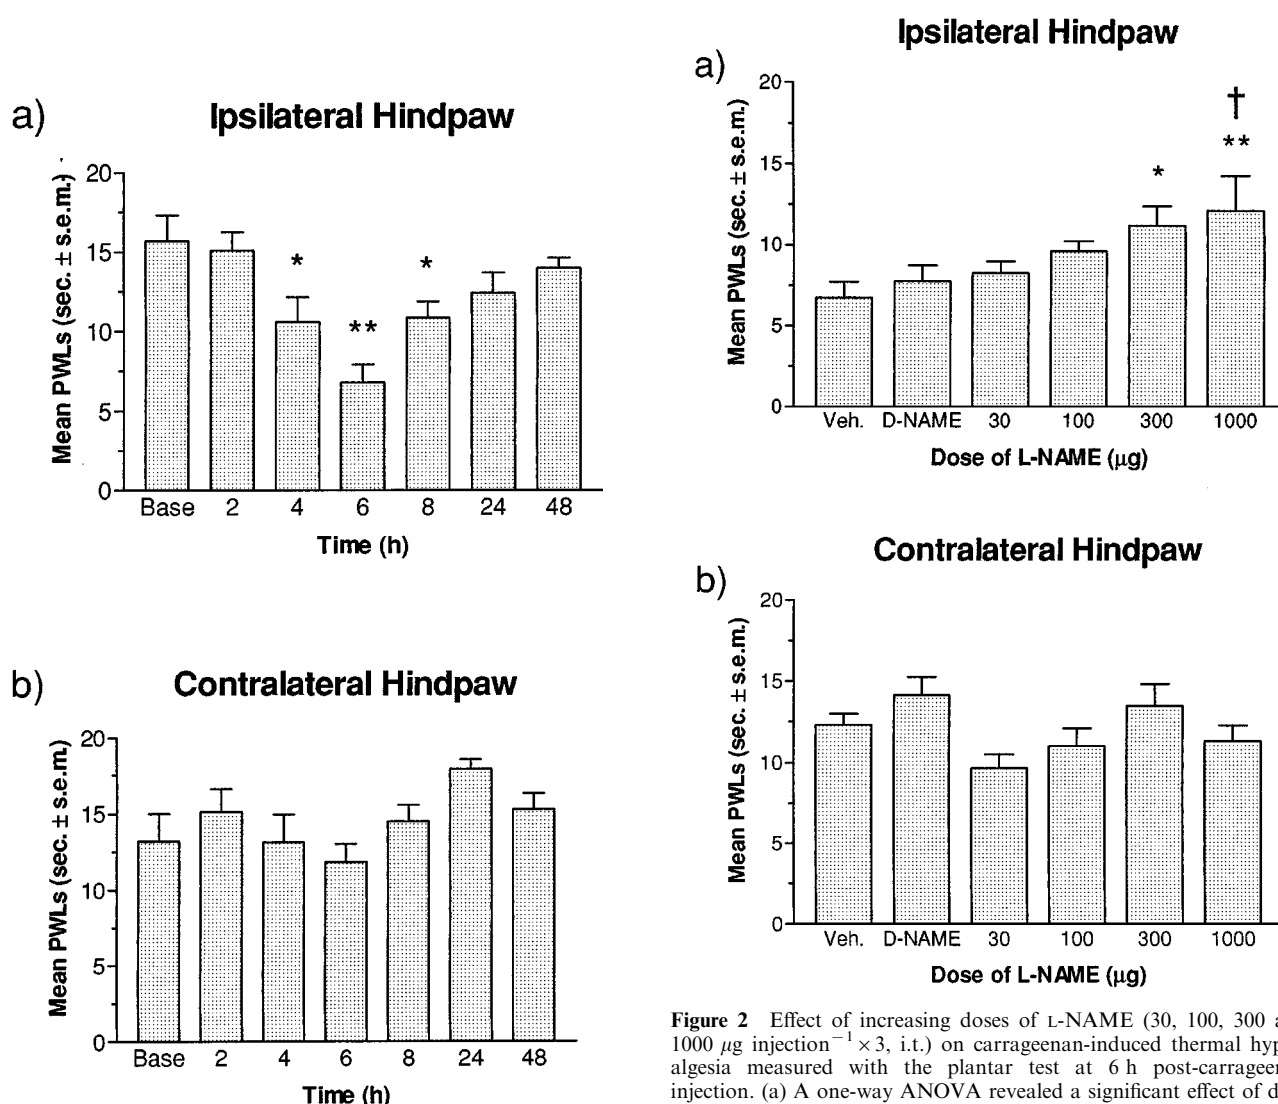 a)
Ipsilateral Hindpaw
Mean PWLs (sec. ± s.e.m.)
20
15
10
5
0
*
**
*
Base 2 4 6 8 24 48
Time (h)
b)
Contralateral Hindpaw
Mean PWLs (sec. ± s.e.m.)
20
15
10
5
0
Base 2 4 6 8 24 48
Time (h)
Ipsilateral Hindpaw
a)
Mean PWLs (sec. ± s.e.m.)
20
15
10
5
0
*
†
**
Veh. D-NAME 30 100 300 1000
Dose of L-NAME (μg)
Contralateral Hindpaw
b)
Mean PWLs (sec. ± s.e.m.)
20
15
10
5
0
Veh. D-NAME 30 100 300 1000
Dose of L-NAME (μg)
Figure 2 Effect of increasing doses of L-NAME (30, 100, 300 a
1000 μg injection⁻¹ × 3, i.t.) on carrageenan-induced thermal hyp
algesia measured with the plantar test at 6 h post-carrageen
injection. (a) A one-way ANOVA revealed a significant effect of d